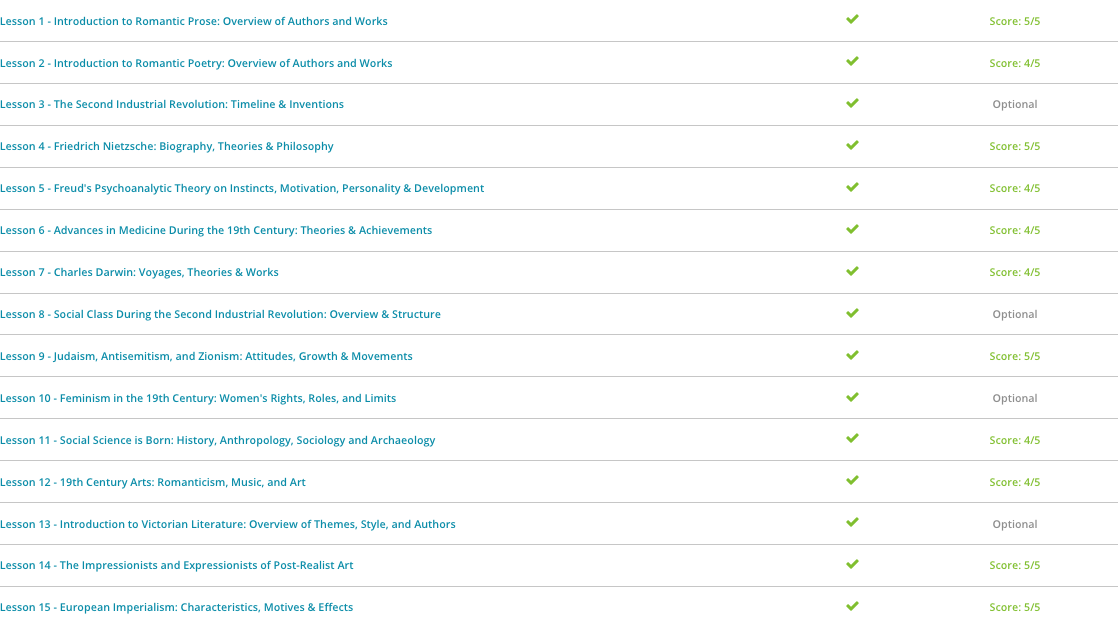 Lesson 1 - Introduction to Romantic Prose: Overview of Authors and Works Score: 5/5
Lesson 2 - Introduction to Romantic Poetry: Overview of Authors and Works Score: 4/5
Lesson 3 - The Second Industrial Revolution: Timeline & Inventions Optional
Lesson 4 - Friedrich Nietzsche: Biography, Theories & Philosophy Score: 5/5
Lesson 5 - Freud's Psychoanalytic Theory on Instincts, Motivation, Personality & Development Score: 4/5
Lesson 6 - Advances in Medicine During the 19th Century: Theories & Achievements Score: 4/5
Lesson 7 - Charles Darwin: Voyages, Theories & Works Score: 4/5
Lesson 8 - Social Class During the Second Industrial Revolution: Overview & Structure Optional
Lesson 9 - Judaism, Antisemitism, and Zionism: Attitudes, Growth & Movements Score: 5/5
Lesson 10 - Feminism in the 19th Century: Women's Rights, Roles, and Limits Optional
Lesson 11 - Social Science is Born: History, Anthropology, Sociology and Archaeology Score: 4/5
Lesson 12 - 19th Century Arts: Romanticism, Music, and Art Score: 4/5
Lesson 13 - Introduction to Victorian Literature: Overview of Themes, Style, and Authors Optional
Lesson 14 - The Impressionists and Expressionists of Post-Realist Art Score: 5/5
Lesson 15 - European Imperialism: Characteristics, Motives & Effects Score: 5/5